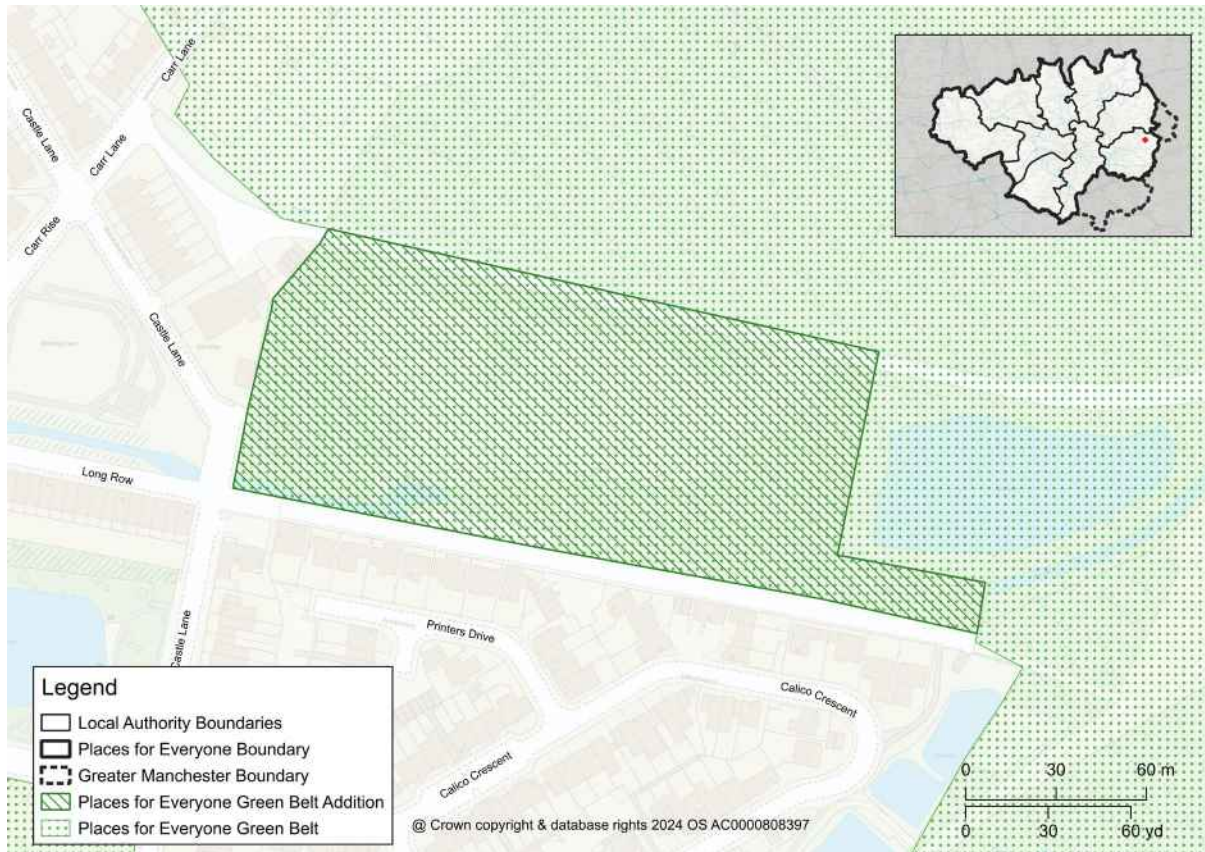 Carr Lane
Castle Lane
Carr Lane
Carr Rise
Castle Lane
Long Row
Castle Lane
Printers Drive
Calico Crescent
Calico Crescent
Legend
Local Authority Boundaries
Places for Everyone Boundary
Greater Manchester Boundary
Places for Everyone Green Belt Addition
Places for Everyone Green Belt
@ Crown copyright & database rights 2024 OS AC0000808397
0 30 60 m
0 30 60 yd